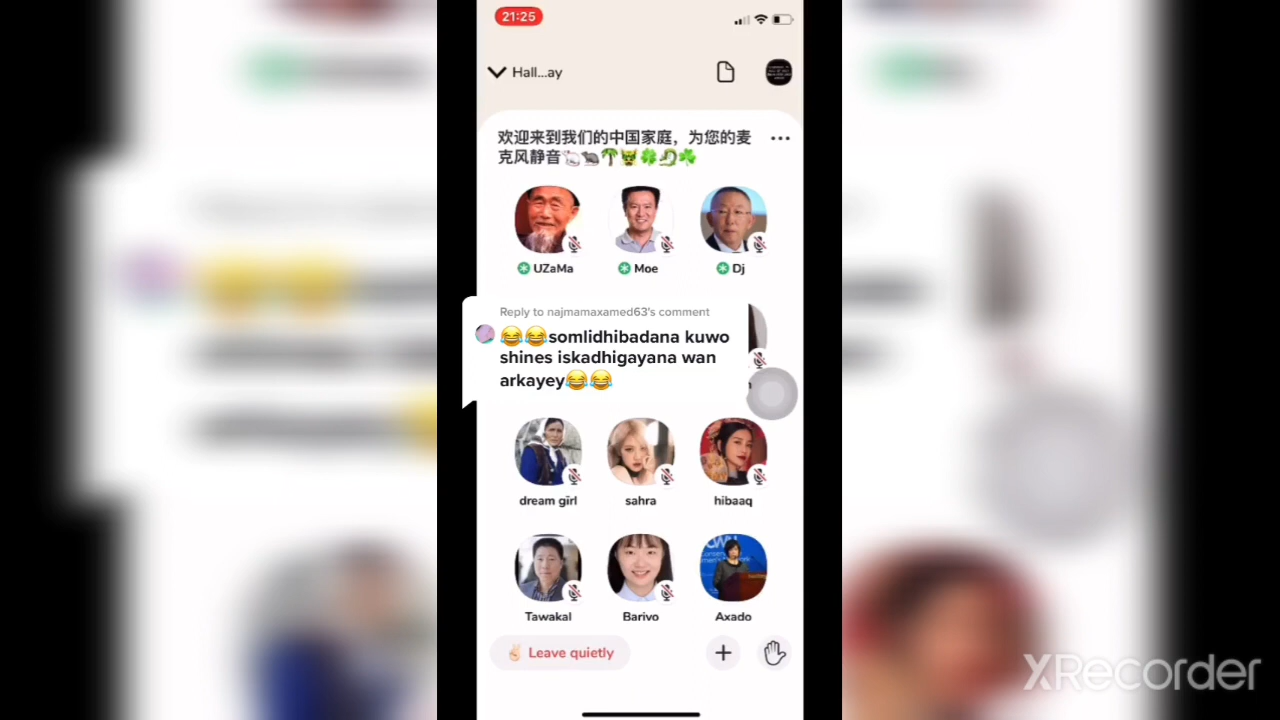 21:25
Hall...ay
欢迎来到我们的中国家庭，为您的麦
克风静音🐁🦡🌴👹🍀🐉☘️
UZaMa
Moe
Dj
Reply to najmamaxamed63's comment
😂😂somlidhibadana kuwo
shines iskadhigayana wan
arkayey😂😂
dream gïrl
sahra
hibaaq
Tawakal
Barivo
Axado
✌🏻 Leave quietly
XRecorder